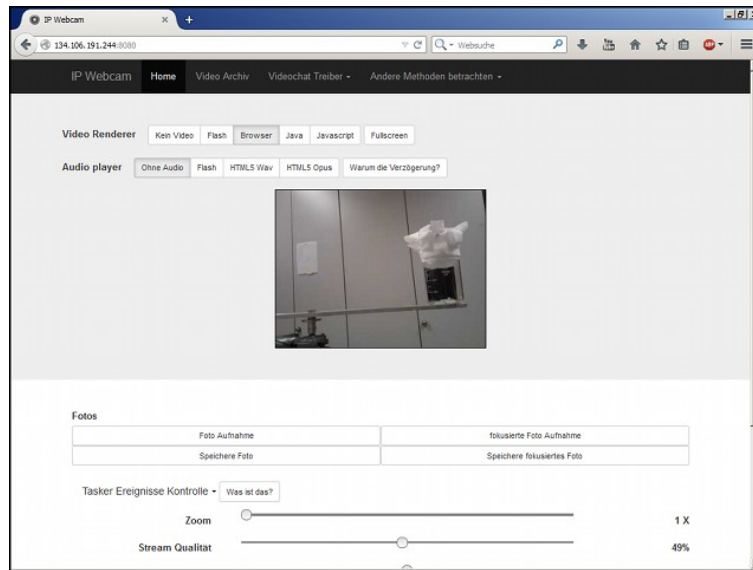 IP Webcam
134.106.191.244:8080
Websuche
IP Webcam Home Video Archiv Videochat Treiber Andere Methoden betrachten
Video Renderer Kein Video Flash Browser Java Javascript Fullscreen
Audio player Ohne Audio Flash HTML5 Wav HTML5 Opus Warum die Verzögerung?
Fotos
Foto Aufnahme fokusierte Foto Aufnahme
Speichere Foto Speichere fokusiertes Foto
Tasker Ereignisse Kontrolle Was ist das?
Zoom 1 X
Stream Qualitat 49%